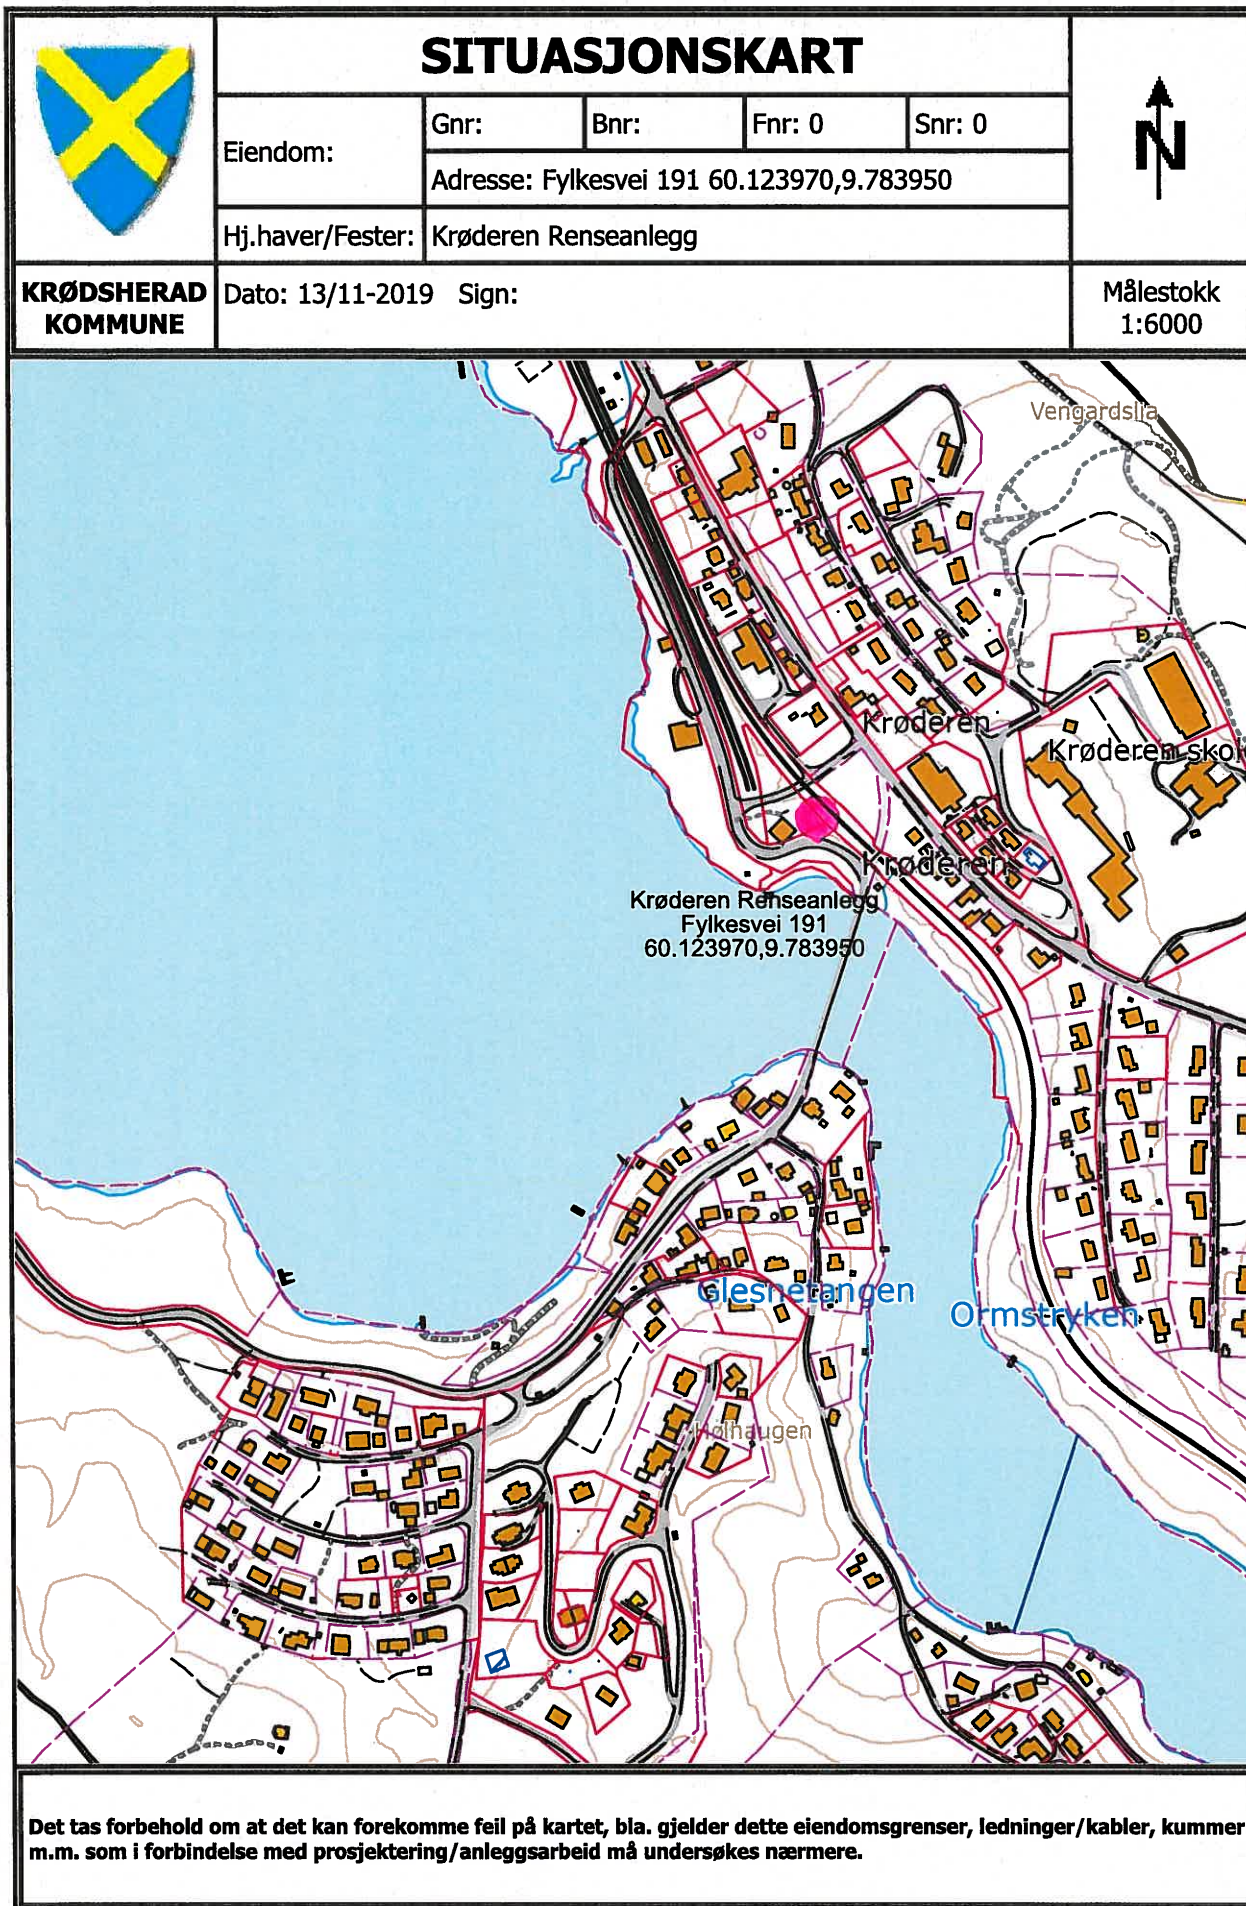 SITUASJONSKART
Eiendom:
Gnr:
Bnr:
Fnr: 0
Snr: 0
Adresse: Fylkesvei 191 60.123970,9.783950
Hj.haver/Fester:
Krøderen Renseanlegg
N
KRØDSHERAD
KOMMUNE
Dato: 13/11-2019 Sign:
Målestokk
1:6000
Vengardslia
Krøderen
Krøderen skol
Krøderen
Krøderen Renseanlegg
Fylkesvei 191
60.123970,9.783950
Glesnetangen
Ormstryken
Hølhaugen
Det tas forbehold om at det kan forekomme feil på kartet, bla. gjelder dette eiendomsgrenser, ledninger/kabler, kummer
m.m. som i forbindelse med prosjektering/anleggsarbeid må undersøkes nærmere.